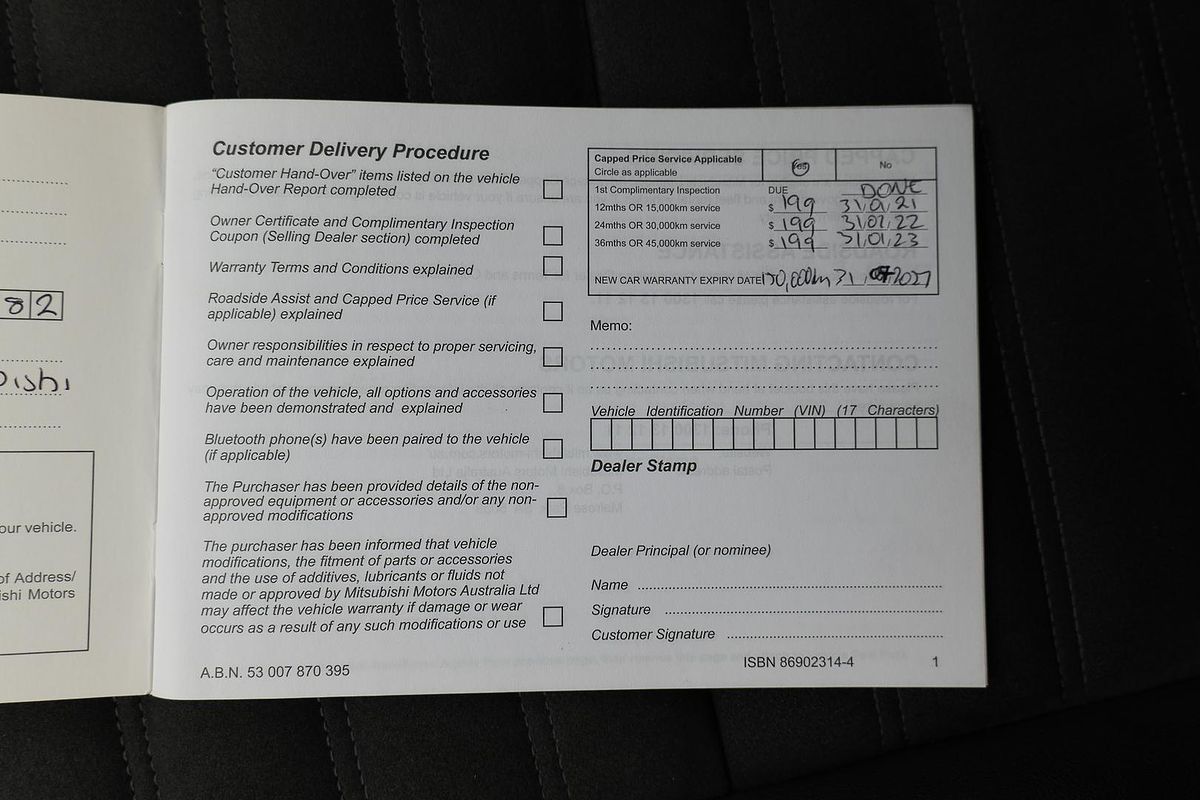 82
ishi
our vehicle.
of Address/
ishi Motors
Customer Delivery Procedure
"Customer Hand-Over" items listed on the vehicle
Hand-Over Report completed
Owner Certificate and Complimentary Inspection
Coupon (Selling Dealer section) completed
Warranty Terms and Conditions explained
Roadside Assist and Capped Price Service (if
applicable) explained
Owner responsibilities in respect to proper servicing,
care and maintenance explained
Operation of the vehicle, all options and accessories
have been demonstrated and explained
Bluetooth phone(s) have been paired to the vehicle
(if applicable)
The Purchaser has been provided details of the non-
approved equipment or accessories and/or any non-
approved modifications
The purchaser has been informed that vehicle
modifications, the fitment of parts or accessories
and the use of additives, lubricants or fluids not
made or approved by Mitsubishi Motors Australia Ltd
may affect the vehicle warranty if damage or wear
occurs as a result of any such modifications or use
A.B.N. 53 007 870 395
Capped Price Service Applicable
Circle as applicable
Yes
No
1st Complimentary Inspection DUE DONE
12mths OR 15,000km service $ 199 31/01/21
24mths OR 30,000km service $ 199 31/01/22
36mths OR 45,000km service $ 199 31/01/23
NEW CAR WARRANTY EXPIRY DATE 31 2027
Memo:
Vehicle Identification Number (VIN) (17 Characters)
Dealer Stamp
Dealer Principal (or nominee)
Name
Signature
Customer Signature
ISBN 86902314-4
1